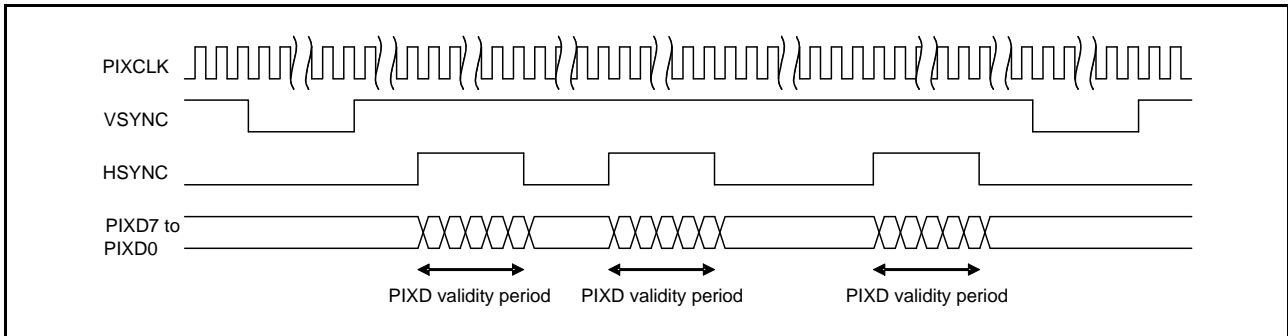 PIXCLK
VSYNC
HSYNC
PIXD7 to
PIXD0
PIXD validity period
PIXD validity period
PIXD validity period